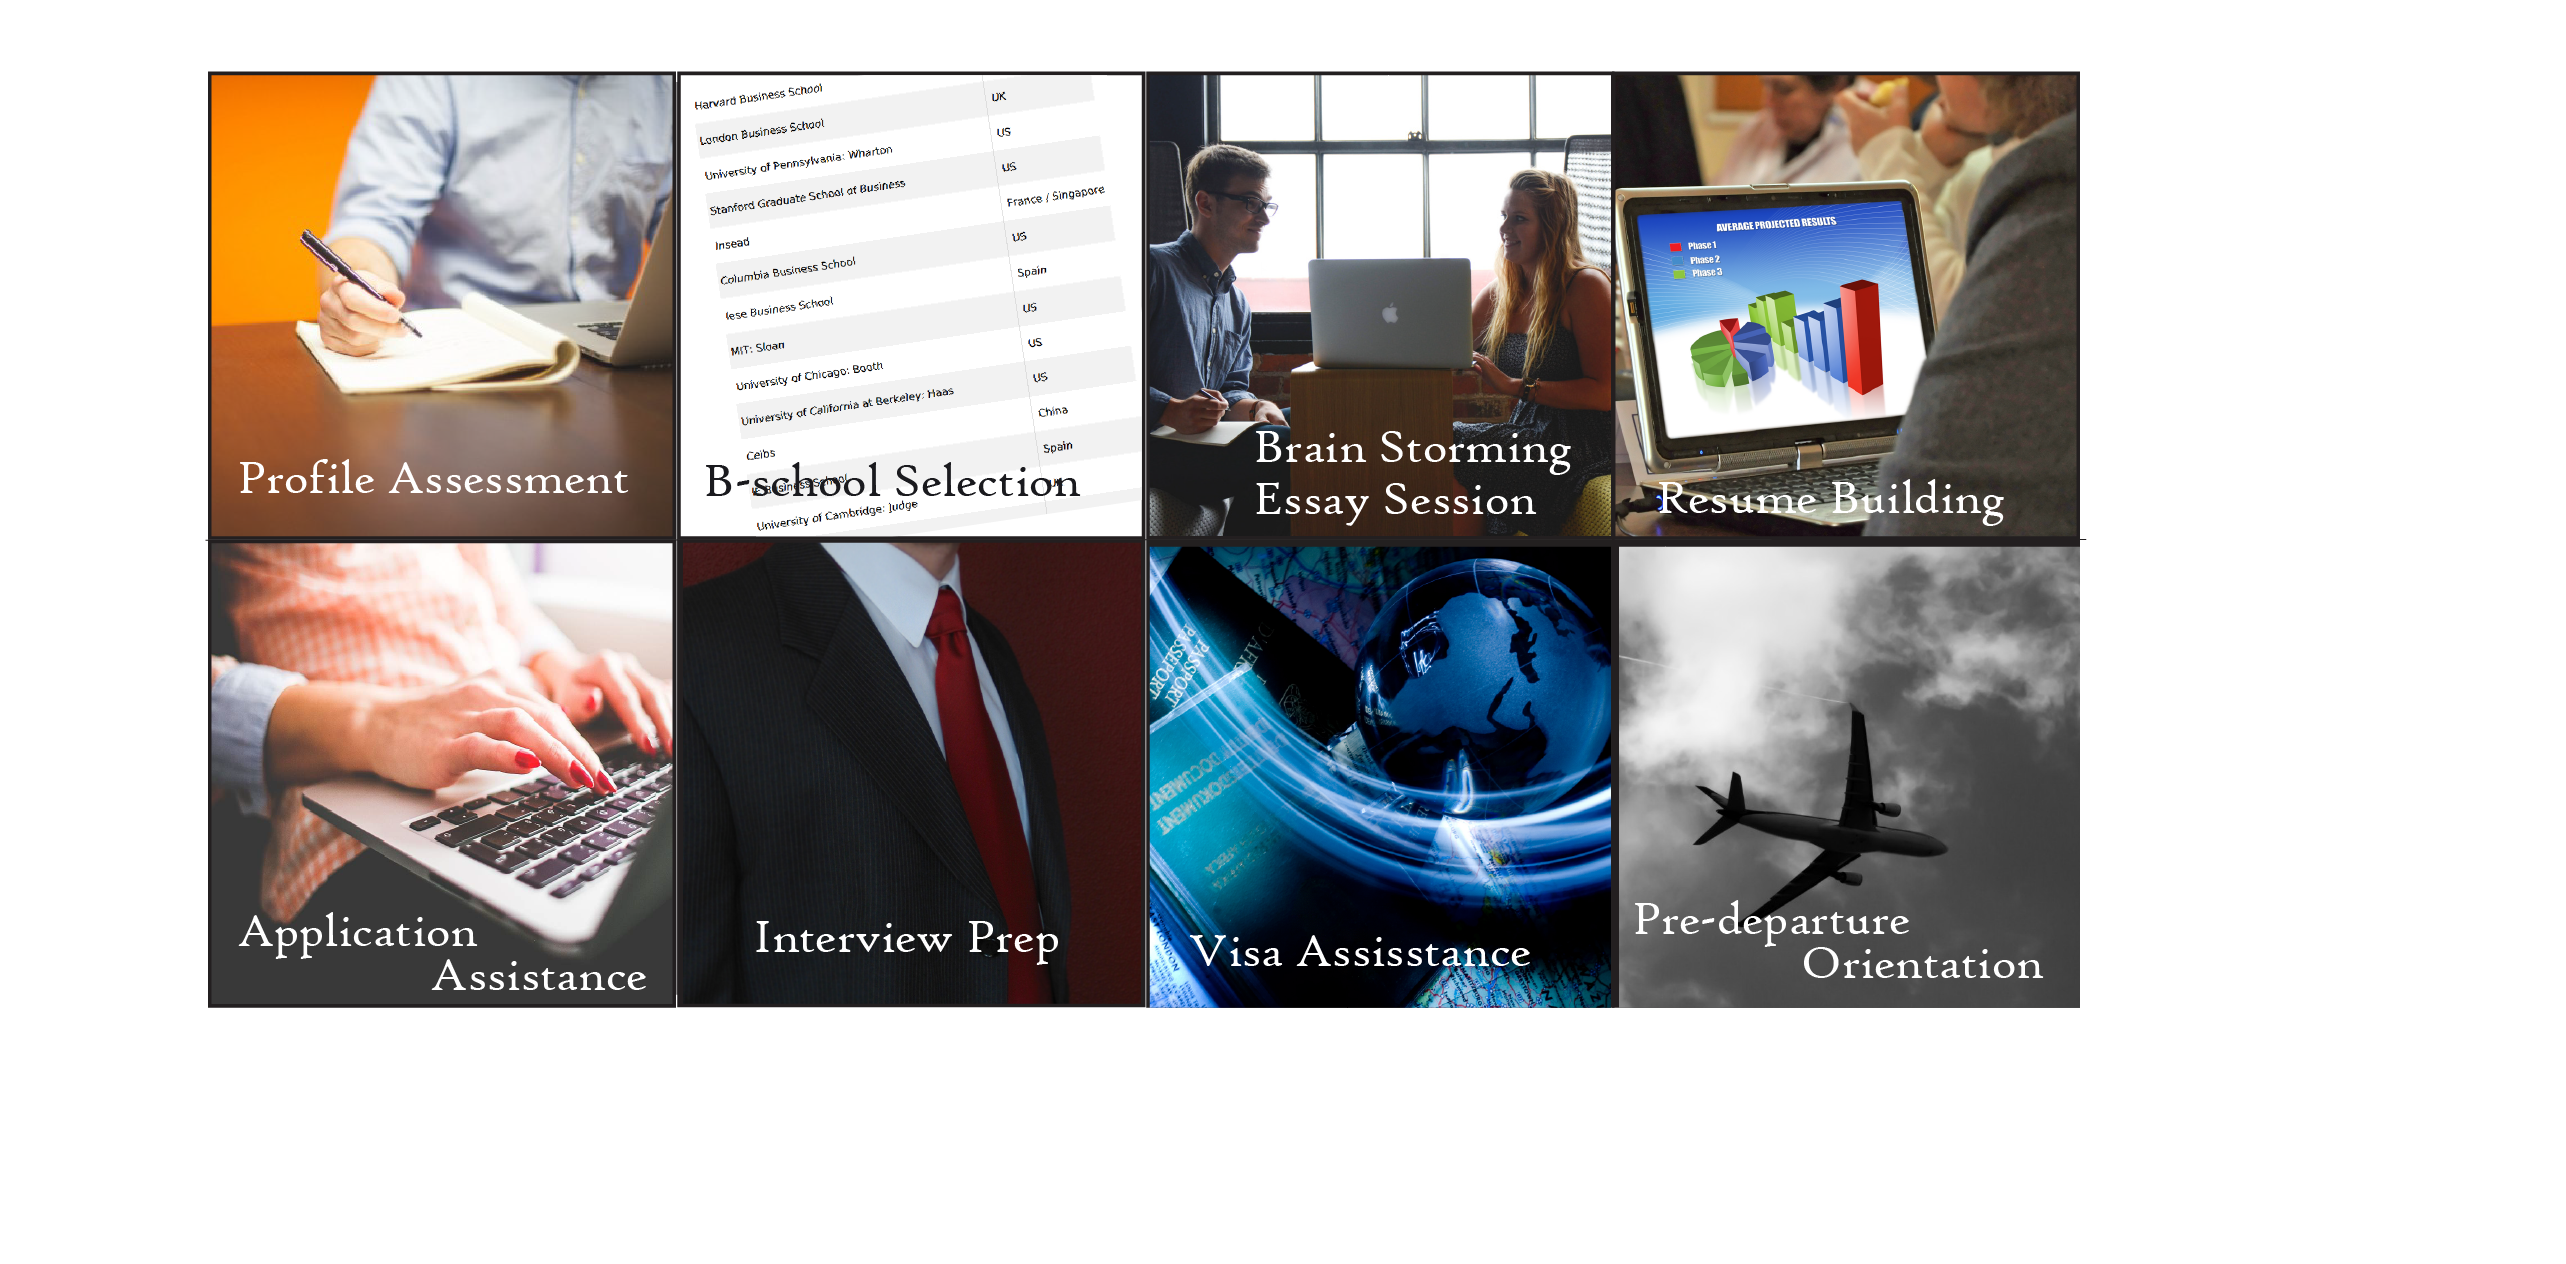 Profile Assessment
Harvard Business School
UK
London Business School
US
University of Pennsylvania: Wharton
US
Stanford Graduate School of Business
France / Singapore
Insead
US
Columbia Business School
Spain
Iese Business School
US
MIT: Sloan
US
University of Chicago: Booth
US
University of California at Berkeley: Haas
China
Ceibs
Spain
Business School
UK
University of Cambridge: Judge
B-school Selection
Brain Storming
Essay Session
AVERAGE PROJECTED RESULTS
Phase 1
Phase 2
Phase 3
Resume Building
Application
Assistance
Interview Prep
PASSPORT
PASSEPORT
Visa Assisstance
Pre-departure
Orientation